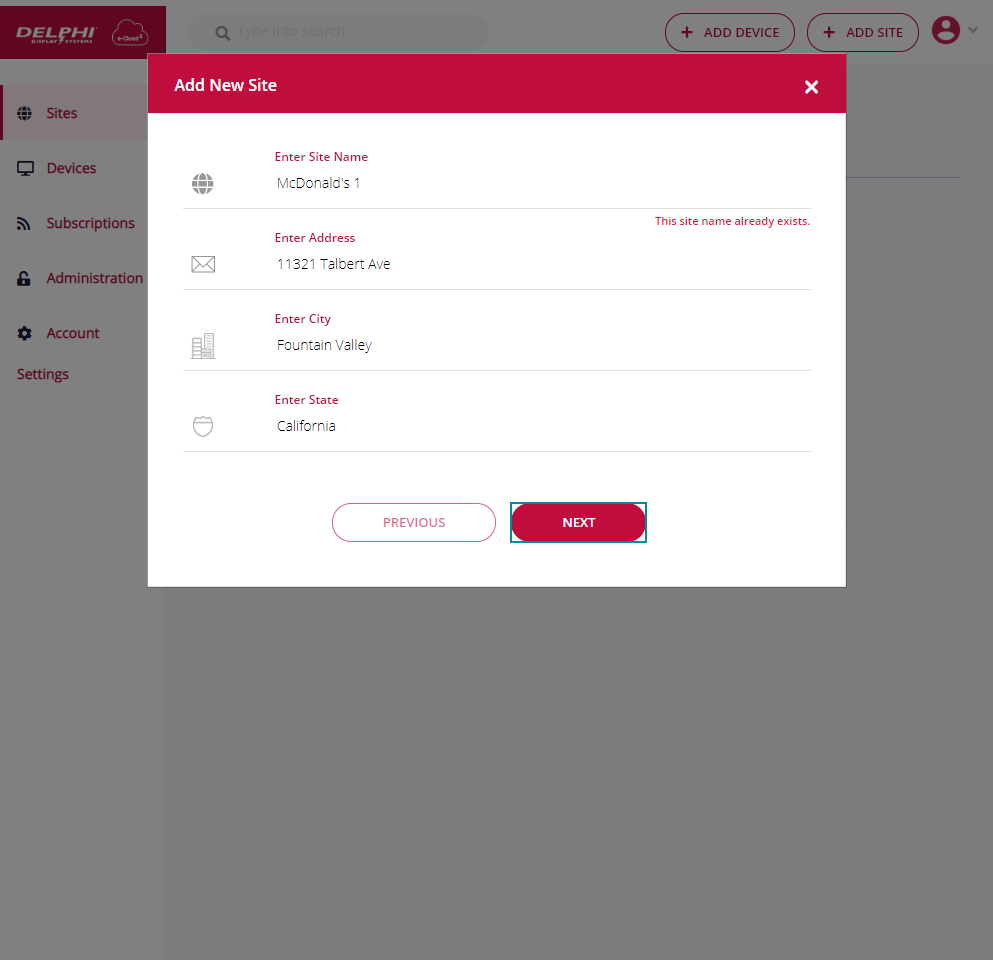 DELPHI
DISPLAY SYSTEMS
e-Cloud²
Type into search
+ ADD DEVICE
+ ADD SITE
Add New Site
Sites
Devices
Subscriptions
Administration
Account
Settings
Enter Site Name
McDonald's 1
This site name already exists.
Enter Address
11321 Talbert Ave
Enter City
Fountain Valley
Enter State
California
PREVIOUS
NEXT